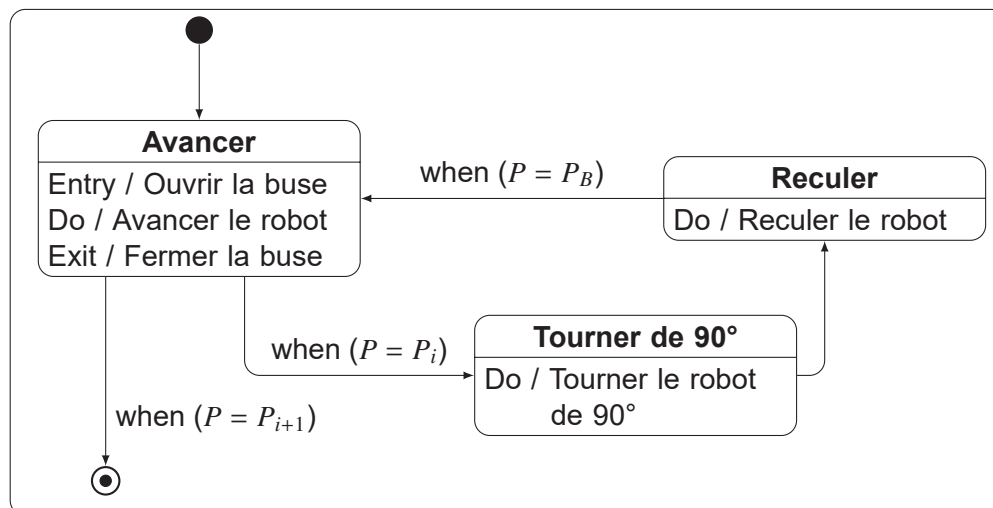 Avancer
Entry / Ouvrir la buse
Do / Avancer le robot
Exit / Fermer la buse
when (P = P_B)
Reculer
Do / Reculer le robot
when (P = P_i)
Tourner de 90°
Do / Tourner le robot
de 90°
when (P = P_{i+1})